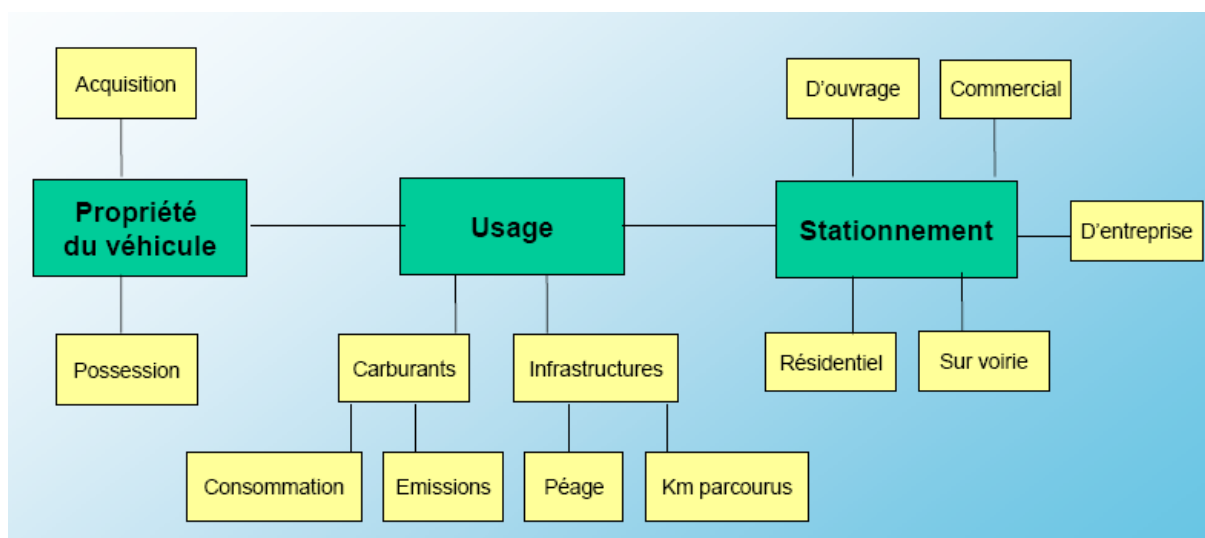 Acquisition
D'ouvrage
Commercial
Propriété
du véhicule
Usage
Stationnement
D'entreprise
Possession
Carburants
Infrastructures
Résidentiel
Sur voirie
Consommation
Emissions
Péage
Km parcourus